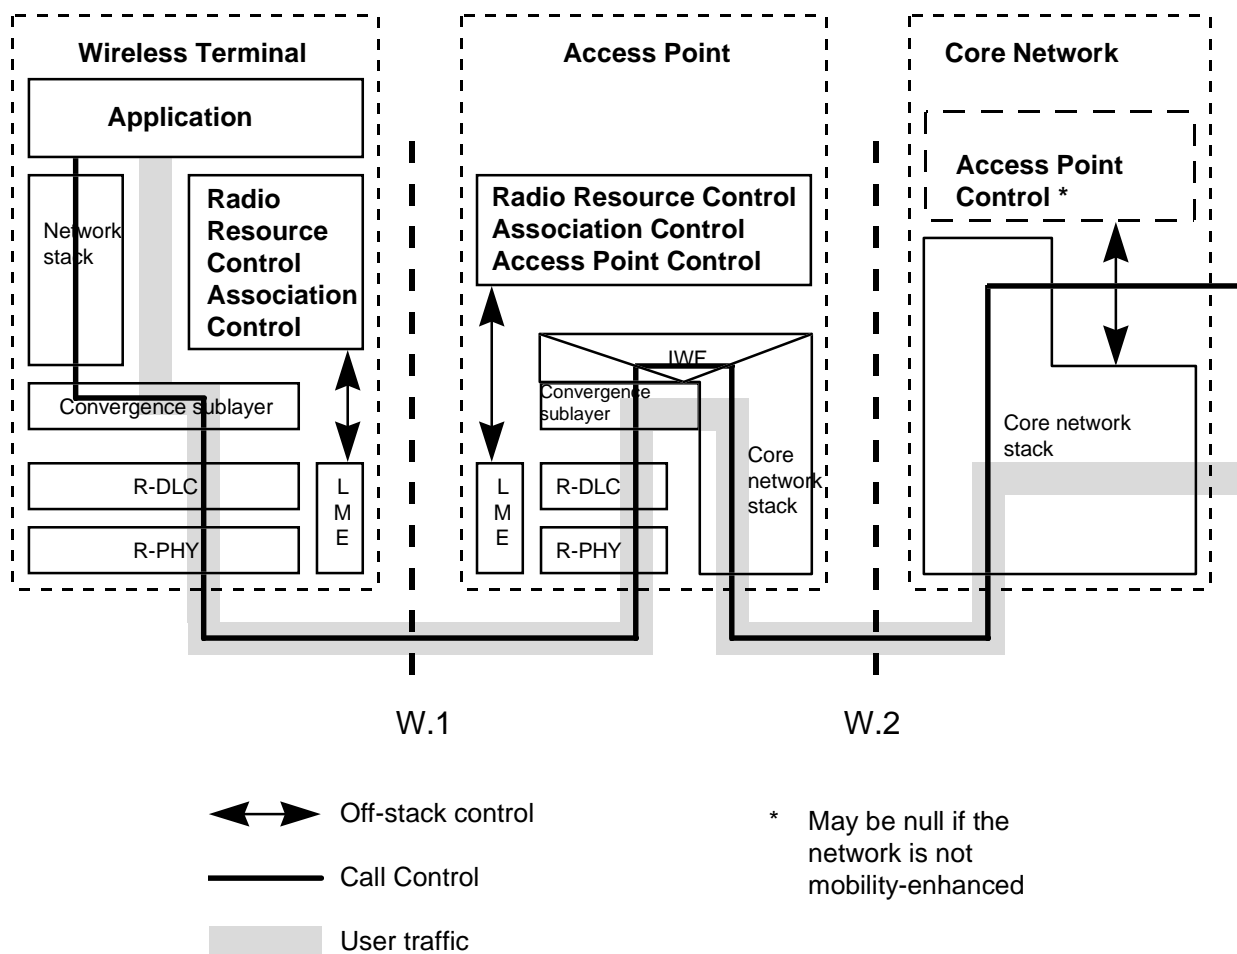 Wireless Terminal
Application
Network
stack
Radio
Resource
Control
Association
Control
Convergence sublayer
R-DLC
R-PHY
L
M
E
Access Point
Radio Resource Control
Association Control
Access Point Control
IWF
Convergence
sublayer
R-DLC
R-PHY
L
M
E
Core
network
stack
Core Network
Access Point
Control *
Core network
stack
W.1
W.2
Off-stack control
Call Control
User traffic
* May be null if the
network is not
mobility-enhanced